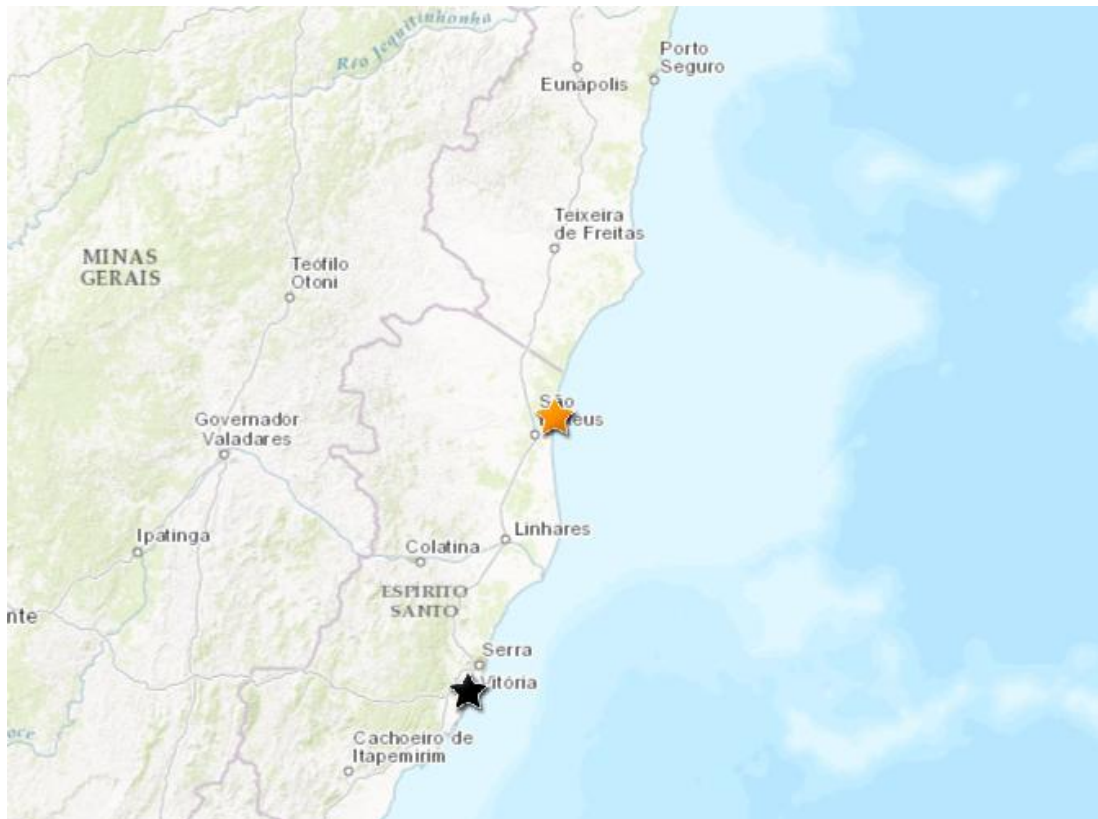 Rio Jequitinhonha
Porto
Seguro
Eunápolis
Teixeira
de Freitas
MINAS
GERAIS
Teófilo
Otoni
São
Governador
Valadares
Ipatinga
Linhares
Colatina
ESPÍRITO
SANTO
nte
Serra
Vitória
Cachoeiro de
Itapemirim